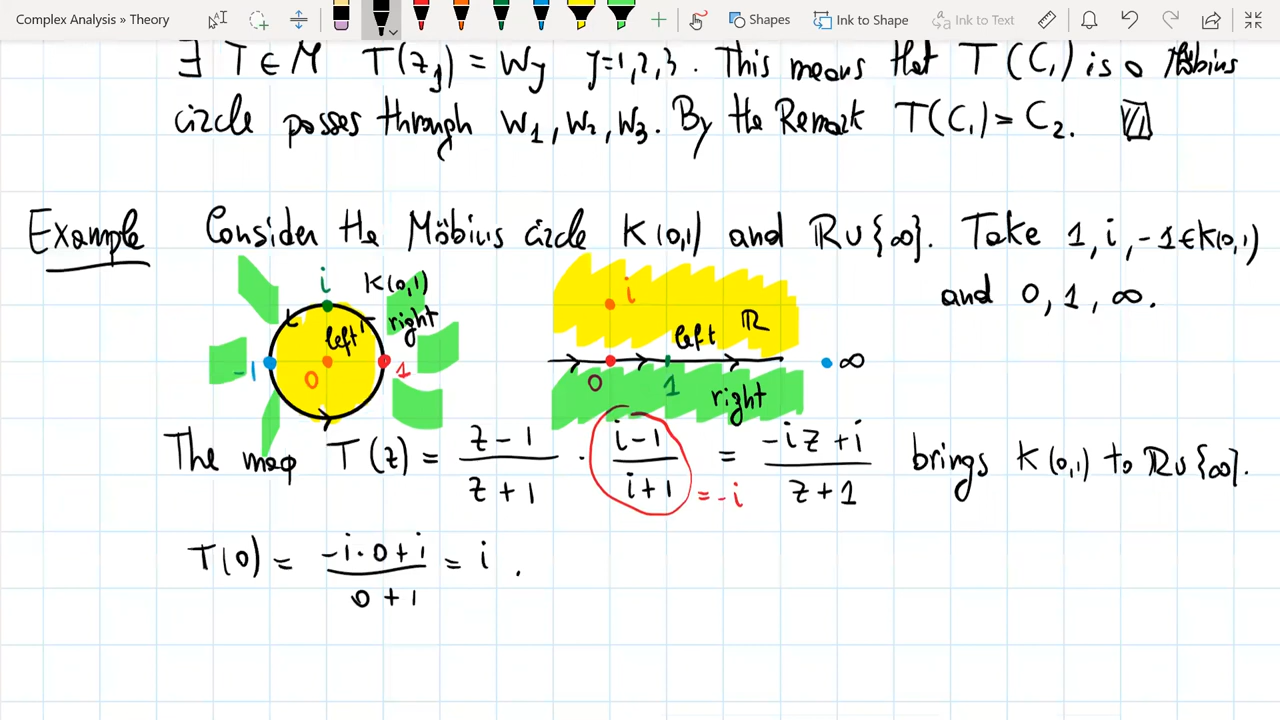 Complex Analysis » Theory
Shapes
Ink to Shape
Ink to Text
∃ T ∈ M T(z_j) = w_j j=1,2,3. This means that T(C₁) is a Möbius
circle passes through w₁, w₂, w₃. By the Remark T(C₁) = C₂.
Example Consider the Möbius circle K(0,1) and ℝ∪{∞}. Take 1, i, -1 ∈ K(0,1)
and 0, 1, ∞.
i K(0,1)
left right
-1 0 1
i
left ℝ
0 1 ∞
right
The map T(z) = (z-1)/(z+1) · (i-1)/(i+1) = (-iz+i)/(z+1) brings K(0,1) to ℝ∪{∞}.
= -i
T(0) = (-i·0+i)/(0+1) = i .